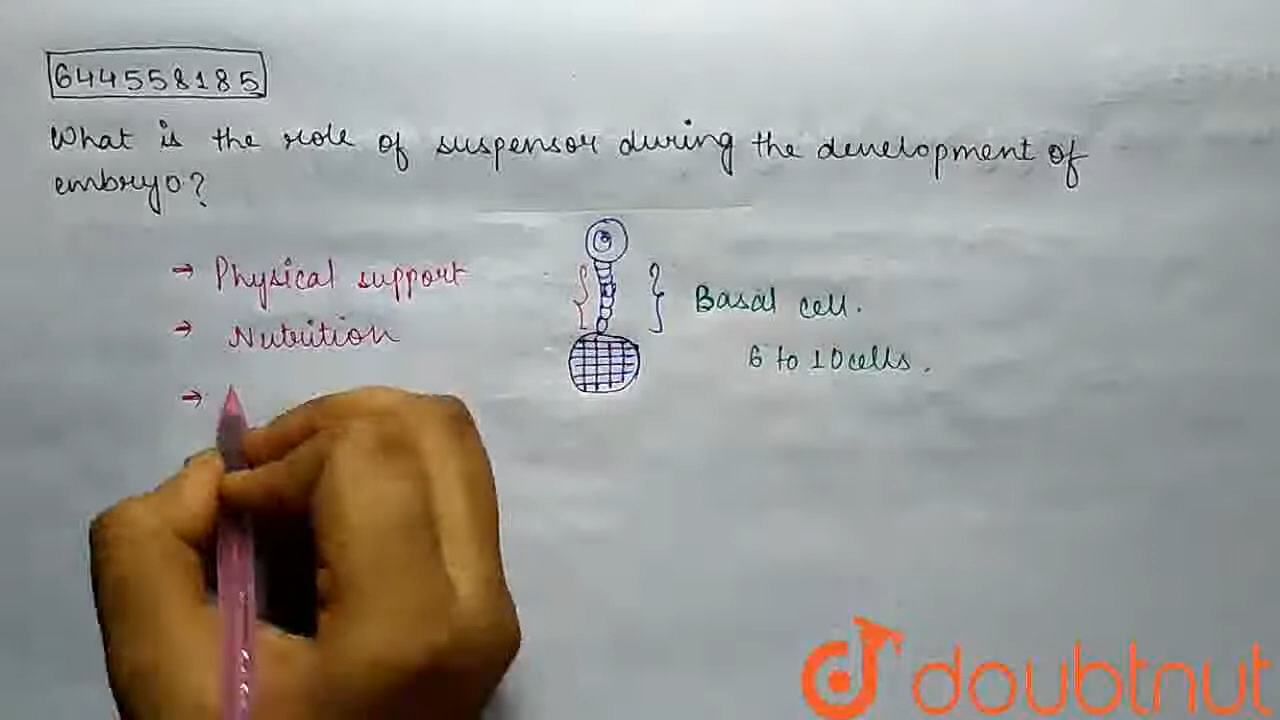 644558185
What is the role of suspensor during the development of
embryo?
→ Physical support
→ Nutrition
→
Basal cell.
6 to 10 cells.
doubtnut